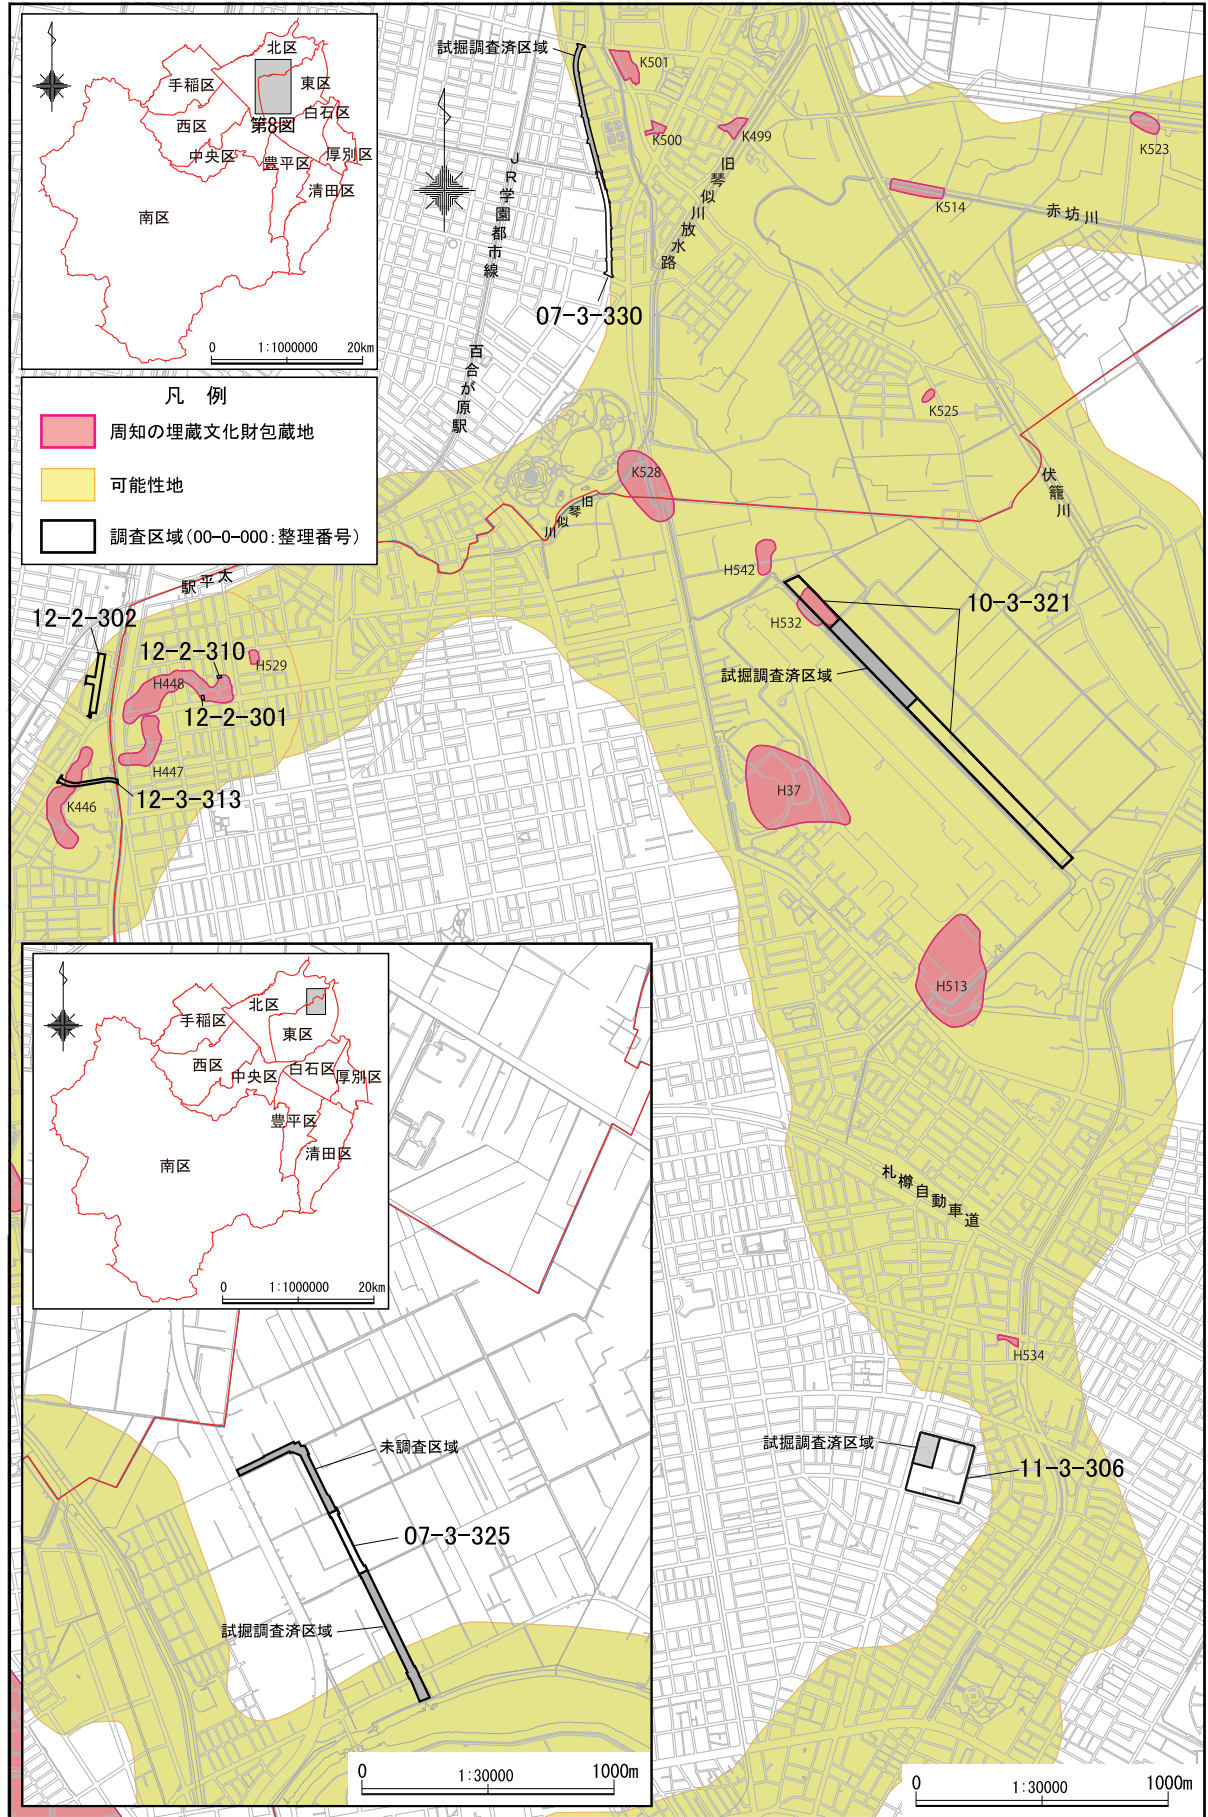 北区
手稲区
東区
白石区
西区
第8図
中央区
豊平区
厚別区
清田区
南区
0
1:1000000
20km
凡 例
周知の埋蔵文化財包蔵地
可能性地
調査区域(00-0-000:整理番号)
試掘調査済区域
K501
K500
K499
K523
K514
赤坊川
旧琴似川放水路
JR学園都市線
07-3-330
百合が原駅
K525
伏籠川
K528
旧琴似川
太平駅
H542
H532
10-3-321
試掘調査済区域
12-2-302
12-2-310
H529
H448
12-2-301
H447
12-3-313
K446
H37
H513
札樽自動車道
H534
試掘調査済区域
11-3-306
0
1:30000
1000m
北区
手稲区
東区
西区
中央区
白石区
厚別区
豊平区
清田区
南区
0
1:1000000
20km
未調査区域
07-3-325
試掘調査済区域
0
1:30000
1000m